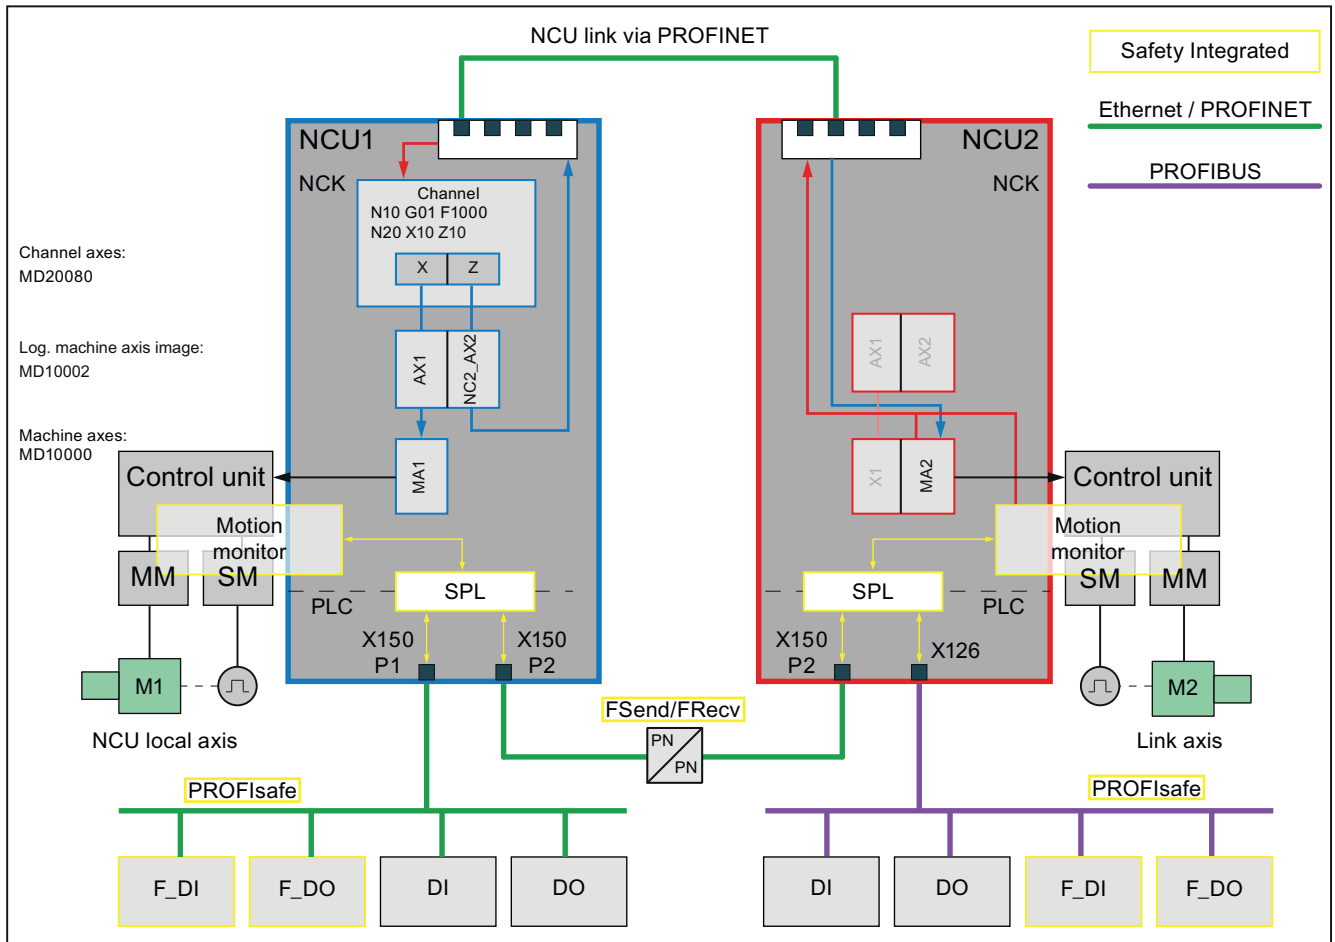 NCU link via PROFINET
Safety Integrated
Ethernet / PROFINET
PROFIBUS
NCU1
NCK
Channel
N10 G01 F1000
N20 X10 Z10
X
Z
AX1
NC2_AX2
MA1
Channel axes:
MD20080
Log. machine axis image:
MD10002
Machine axes:
MD10000
Control unit
Motion
monitor
MM
SM
M1
NCU local axis
SPL
PLC
X150
P1
X150
P2
NCU2
NCK
AX1
AX2
X1
MA2
Control unit
Motion
monitor
SM
MM
M2
Link axis
SPL
PLC
X150
P2
X126
FSend/FRecv
PN
PN
PROFIsafe
F_DI
F_DO
DI
DO
PROFIsafe
DI
DO
F_DI
F_DO